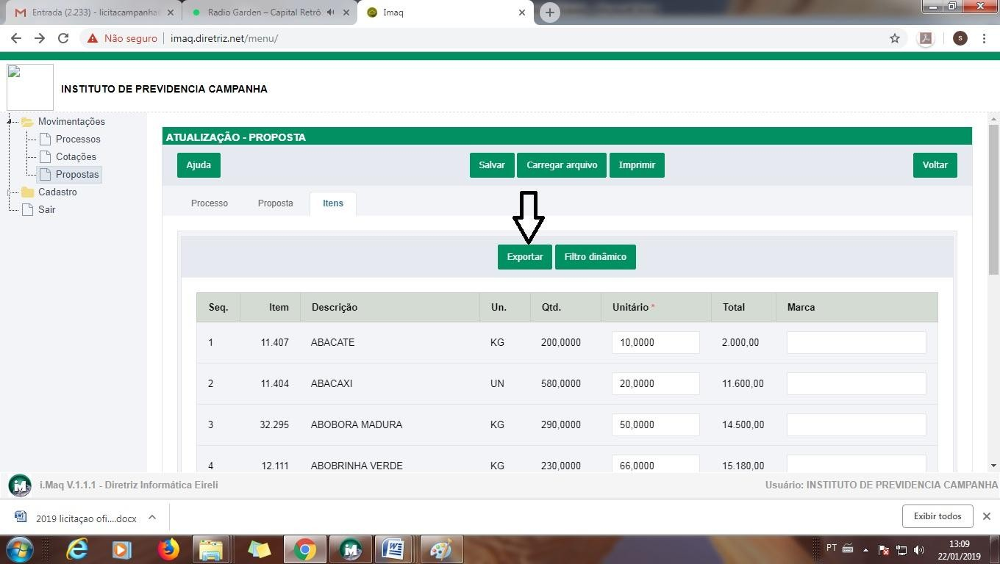 Entrada (2.233) - licitacampanha
Radio Garden – Capital Retrô
Imaq
Não seguro
imaq.diretriz.net/menu/
S
INSTITUTO DE PREVIDENCIA CAMPANHA
Movimentações
Processos
Cotações
Propostas
Cadastro
Sair
ATUALIZAÇÃO - PROPOSTA
Ajuda Salvar Carregar arquivo Imprimir Voltar
Processo Proposta Itens
Exportar Filtro dinâmico
Seq. Item Descrição Un. Qtd. Unitário * Total Marca
1 11.407 ABACATE KG 200,0000 10,0000 2.000,00
2 11.404 ABACAXI UN 580,0000 20,0000 11.600,00
3 32.295 ABOBORA MADURA KG 290,0000 50,0000 14.500,00
4 12.111 ABOBRINHA VERDE KG 230,0000 66,0000 15.180,00
i.Maq V.1.1.1 - Diretriz Informática Eireli
Usuário: INSTITUTO DE PREVIDENCIA CAMPANHA
2019 licitaçao ofi....docx
Exibir todos
PT
13:09
22/01/2019